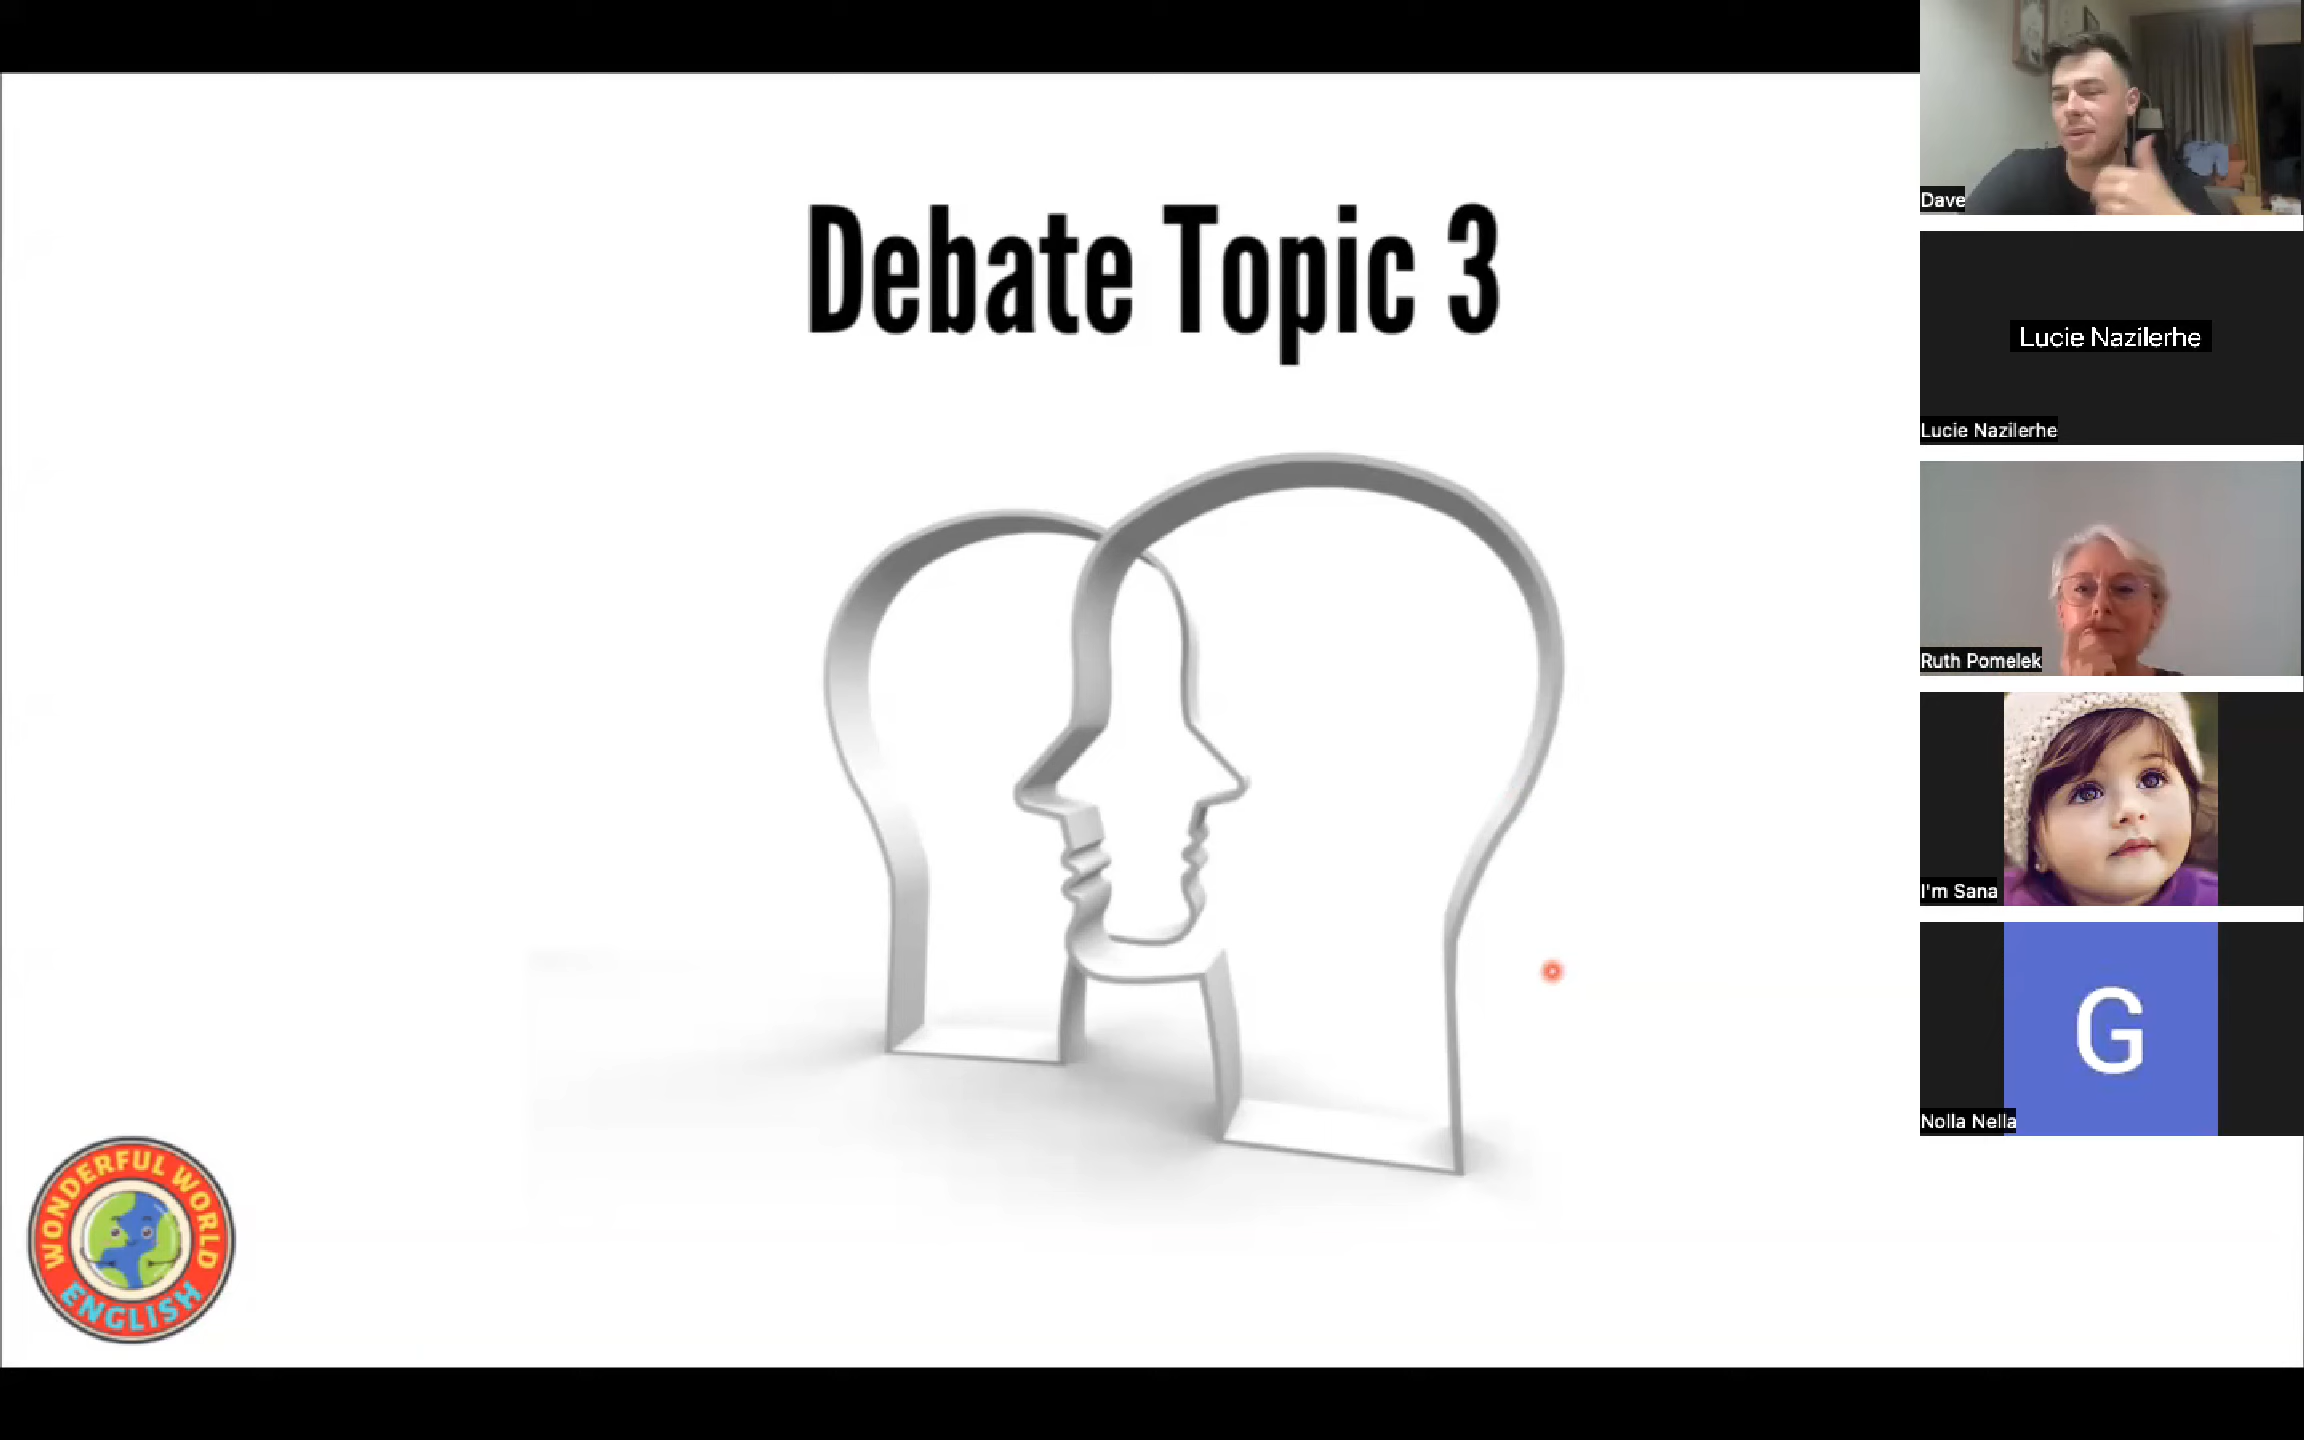 Debate Topic 3
WONDERFUL WORLD
ENGLISH
Dave
Lucie Nazilerhe
Lucie Nazilerhe
Ruth Pomelek
I'm Sana
G
Nolla Nella